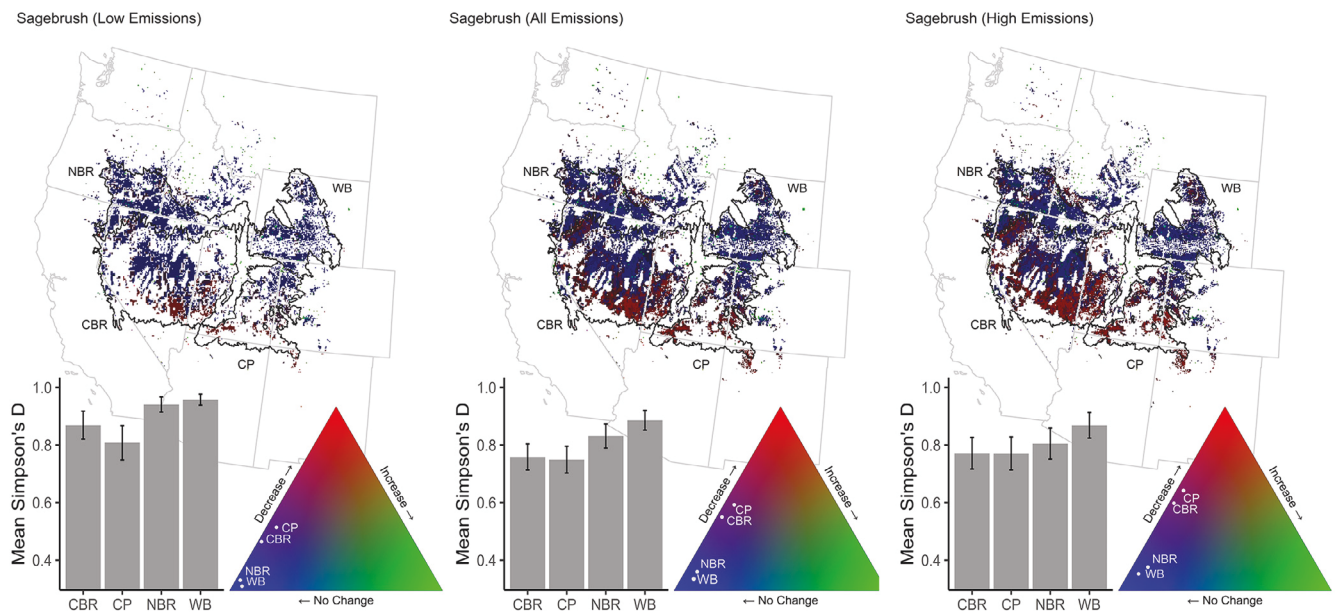 Sagebrush (Low Emissions)
NBR
WB
CBR
CP
Mean Simpson's D
1.0
0.8
0.6
0.4
CBR CP NBR WB
Decrease →
Increase →
← No Change
CP
CBR
NBR
WB
Sagebrush (All Emissions)
NBR
WB
CBR
CP
Mean Simpson's D
1.0
0.8
0.6
0.4
CBR CP NBR WB
Decrease →
Increase →
← No Change
CP
CBR
NBR
WB
Sagebrush (High Emissions)
NBR
WB
CBR
CP
Mean Simpson's D
1.0
0.8
0.6
0.4
CBR CP NBR WB
Decrease →
Increase →
← No Change
CP
CBR
NBR
WB